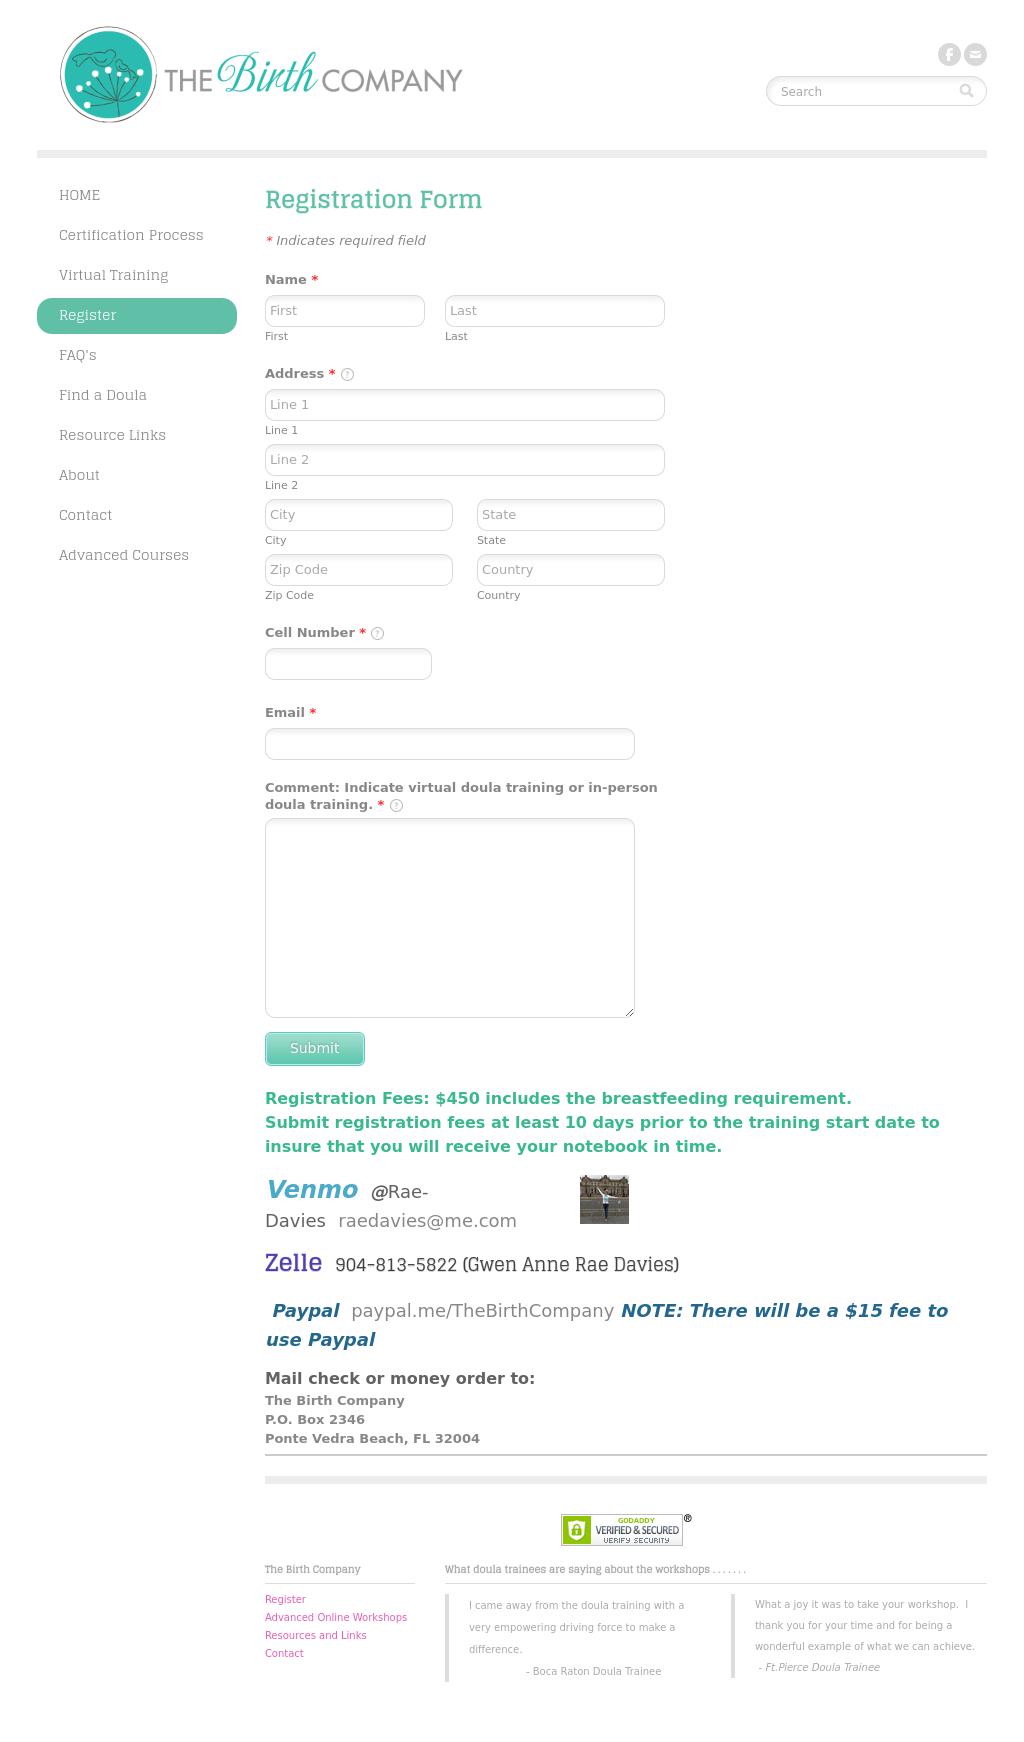 THE Birth COMPANY
Search
HOME
Certification Process
Virtual Training
Register
FAQ's
Find a Doula
Resource Links
About
Contact
Advanced Courses
Registration Form
* Indicates required field
Name *
First
Last
First
Last
Address * ?
Line 1
Line 1
Line 2
Line 2
City
State
City
State
Zip Code
Country
Zip Code
Country
Cell Number * ?
Email *
Comment: Indicate virtual doula training or in-person
doula training. * ?
Submit
Registration Fees: $450 includes the breastfeeding requirement.
Submit registration fees at least 10 days prior to the training start date to
insure that you will receive your notebook in time.
Venmo @Rae-
Davies raedavies@me.com
Zelle 904-813-5822 (Gwen Anne Rae Davies)
Paypal paypal.me/TheBirthCompany NOTE: There will be a $15 fee to
use Paypal
Mail check or money order to:
The Birth Company
P.O. Box 2346
Ponte Vedra Beach, FL 32004
GODADDY
VERIFIED & SECURED
VERIFY SECURITY
®
The Birth Company
Register
Advanced Online Workshops
Resources and Links
Contact
What doula trainees are saying about the workshops . . . . . . .
I came away from the doula training with a
very empowering driving force to make a
difference.
- Boca Raton Doula Trainee
What a joy it was to take your workshop. I
thank you for your time and for being a
wonderful example of what we can achieve.
- Ft.Pierce Doula Trainee